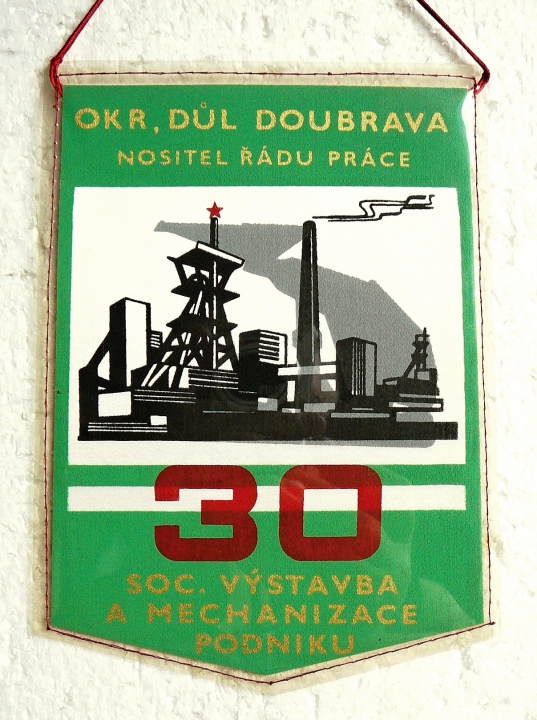 OKR, DŮL DOUBRAVA
NOSITEL ŘÁDU PRÁCE
30
SOC. VÝSTAVBA
A MECHANIZACE
PODNIKU